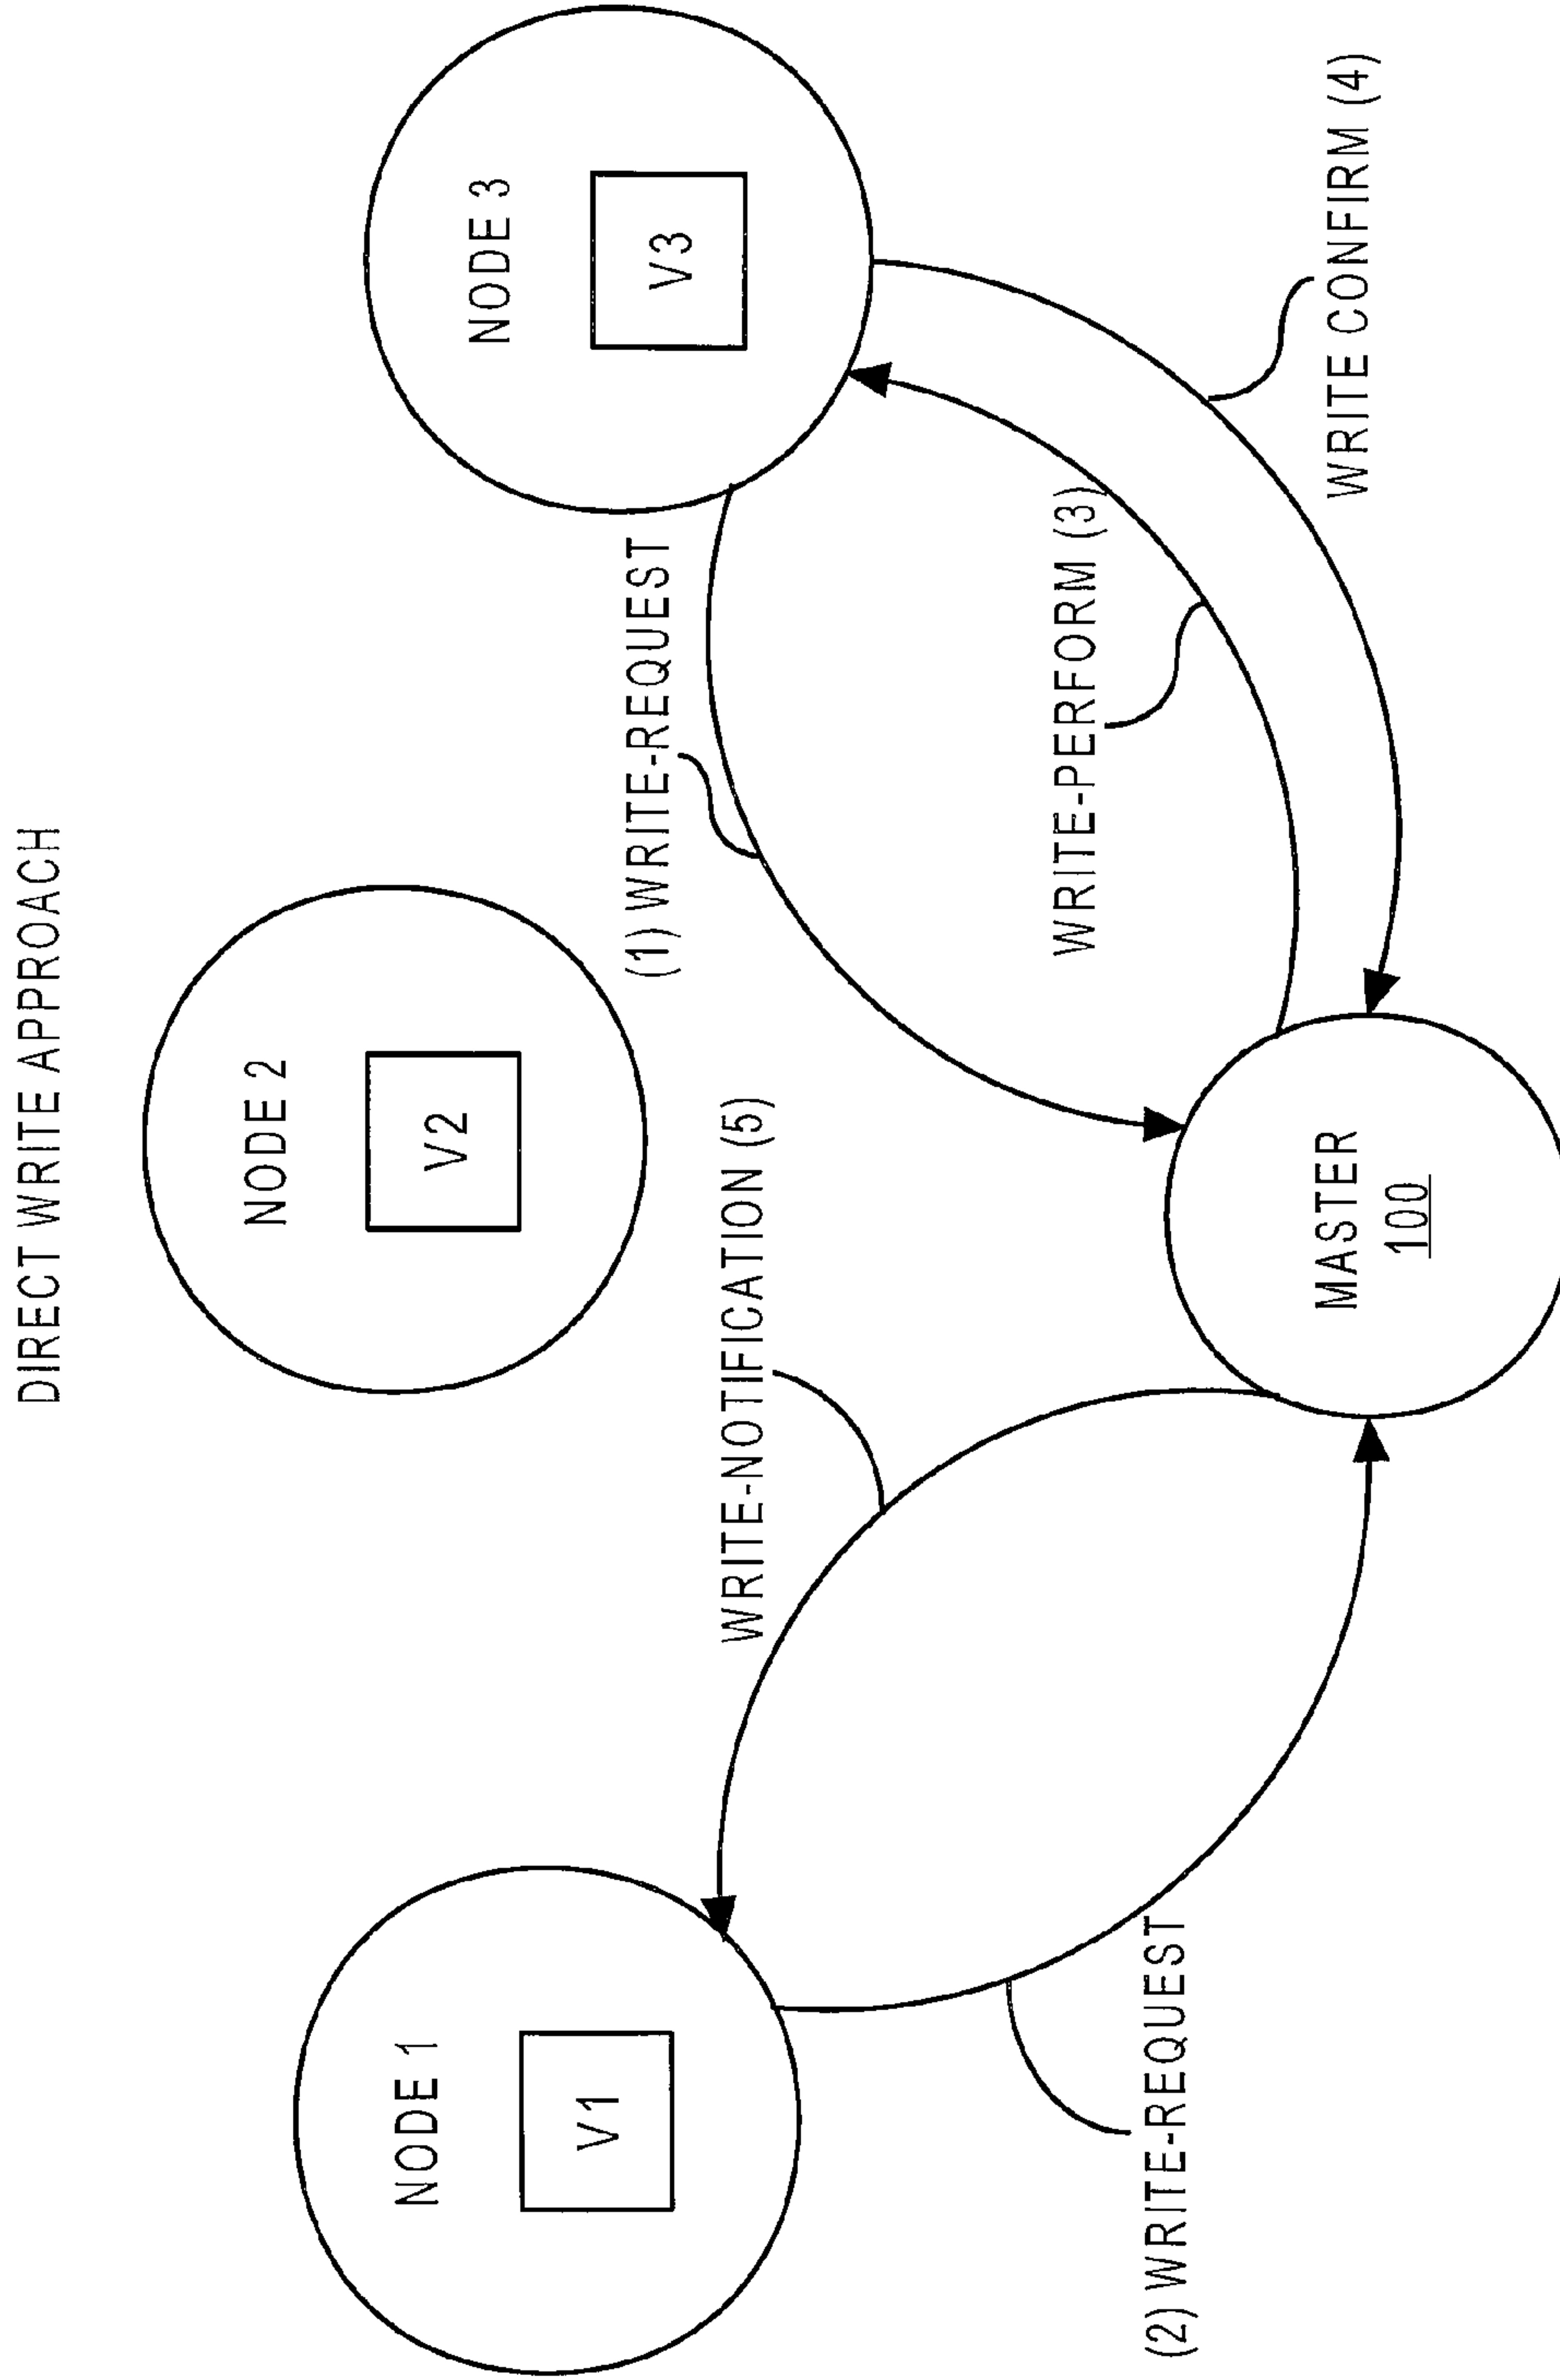 DIRECT WRITE APPROACH
NODE 1
V1
NODE 2
V2
NODE 3
V3
(1) WRITE-REQUEST
WRITE-NOTIFICATION (5)
WRITE-PERFORM (3)
(2) WRITE-REQUEST
MASTER
100
WRITE CONFIRM (4)